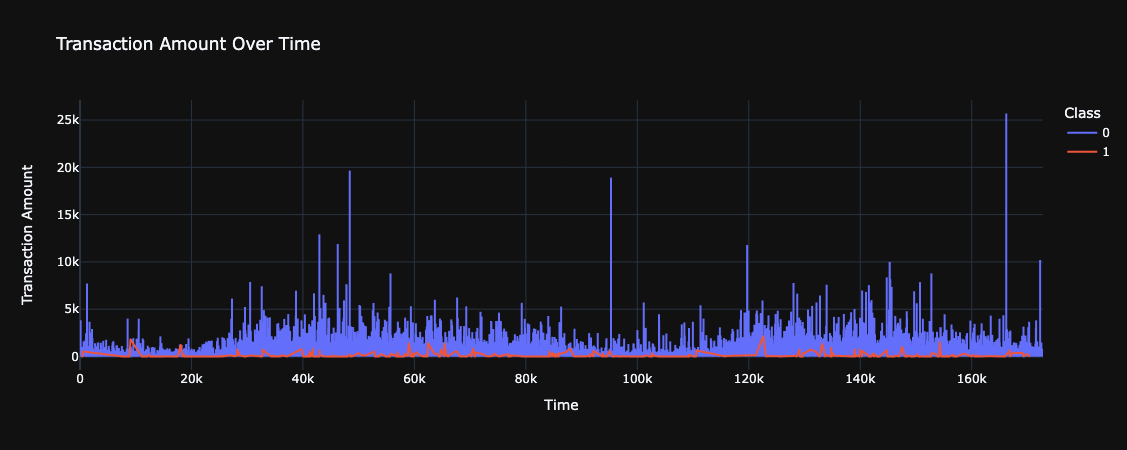 Transaction Amount Over Time
Class
0
1
Transaction Amount
25k
20k
15k
10k
5k
0
0
20k
40k
60k
80k
100k
120k
140k
160k
Time